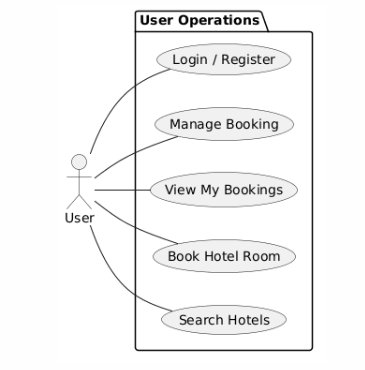 User Operations
Login / Register
Manage Booking
View My Bookings
User
Book Hotel Room
Search Hotels